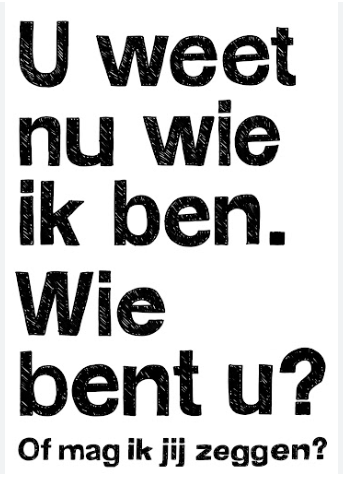 U weet
nu wie
ik ben.
Wie
bent u?
Of mag ik jij zeggen?